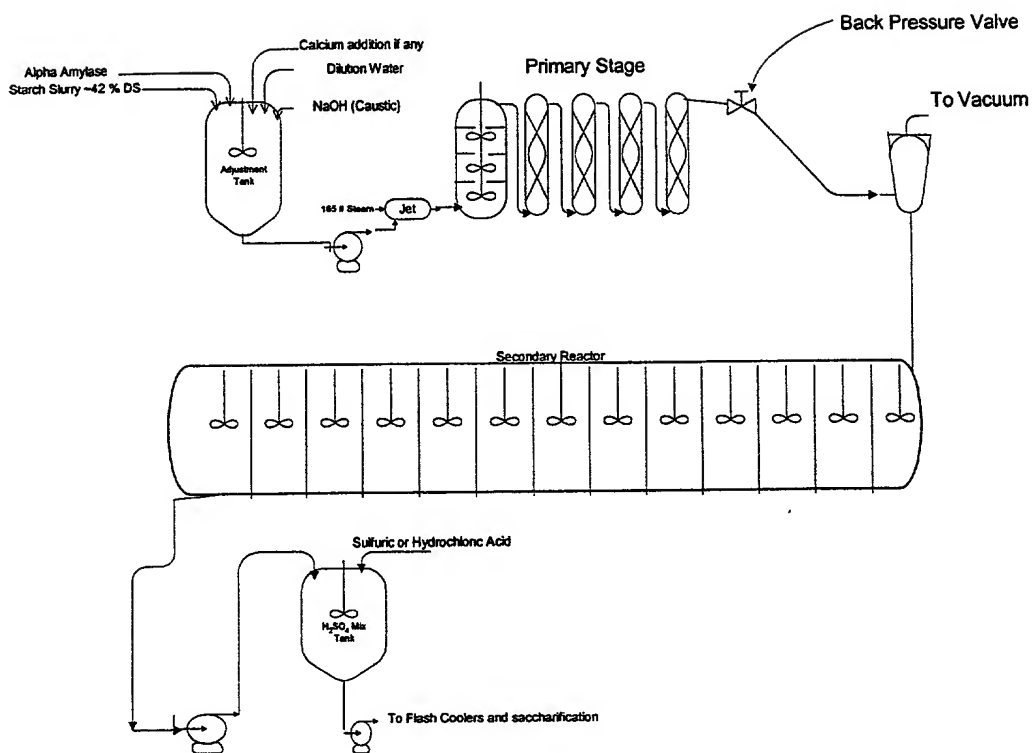 Back Pressure Valve
Calcium addition if any
Alpha Amylase
Dilution Water
Primary Stage
Starch Slurry ~42 % DS
To Vacuum
NaOH (Caustic)
Adjustment
Tank
165 # Steam
Jet
Secondary Reactor
Sulfuric or Hydrochloric Acid
H₂SO₄ Mix
Tank
To Flash Coolers and saccharification